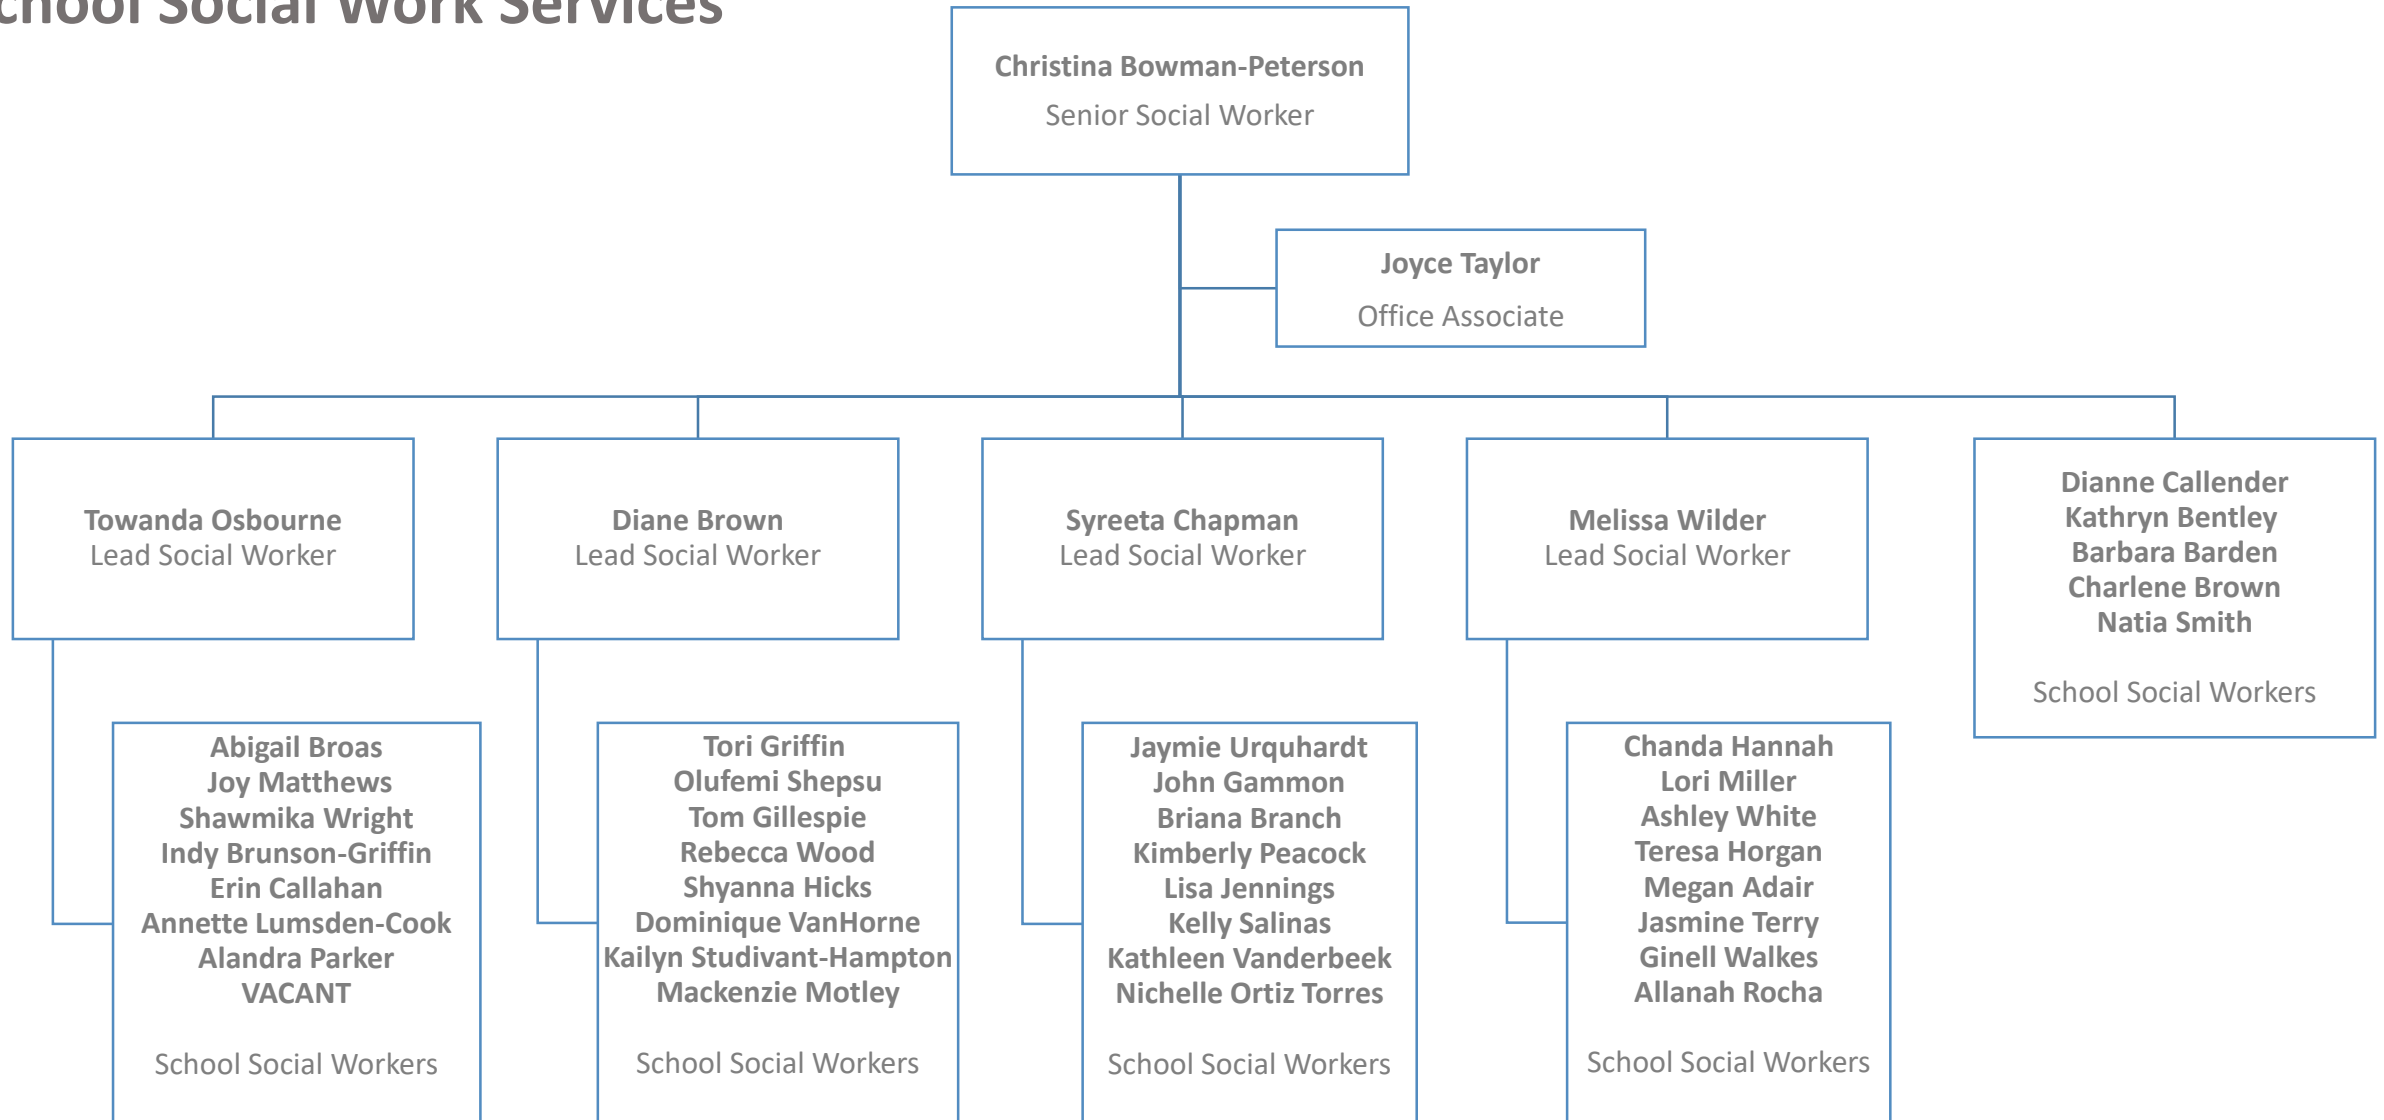 chool Social Work Services
Christina Bowman-Peterson
Senior Social Worker
Joyce Taylor
Office Associate
Towanda Osbourne
Lead Social Worker
Diane Brown
Lead Social Worker
Syreeta Chapman
Lead Social Worker
Melissa Wilder
Lead Social Worker
Dianne Callender
Kathryn Bentley
Barbara Barden
Charlene Brown
Natia Smith
School Social Workers
Abigail Broas
Joy Matthews
Shawmika Wright
Indy Brunson-Griffin
Erin Callahan
Annette Lumsden-Cook
Alandra Parker
VACANT
School Social Workers
Tori Griffin
Olufemi Shepsu
Tom Gillespie
Rebecca Wood
Shyanna Hicks
Dominique VanHorne
Kailyn Studivant-Hampton
Mackenzie Motley
School Social Workers
Jaymie Urquhardt
John Gammon
Briana Branch
Kimberly Peacock
Lisa Jennings
Kelly Salinas
Kathleen Vanderbeek
Nichelle Ortiz Torres
School Social Workers
Chanda Hannah
Lori Miller
Ashley White
Teresa Horgan
Megan Adair
Jasmine Terry
Ginell Walkes
Allanah Rocha
School Social Workers